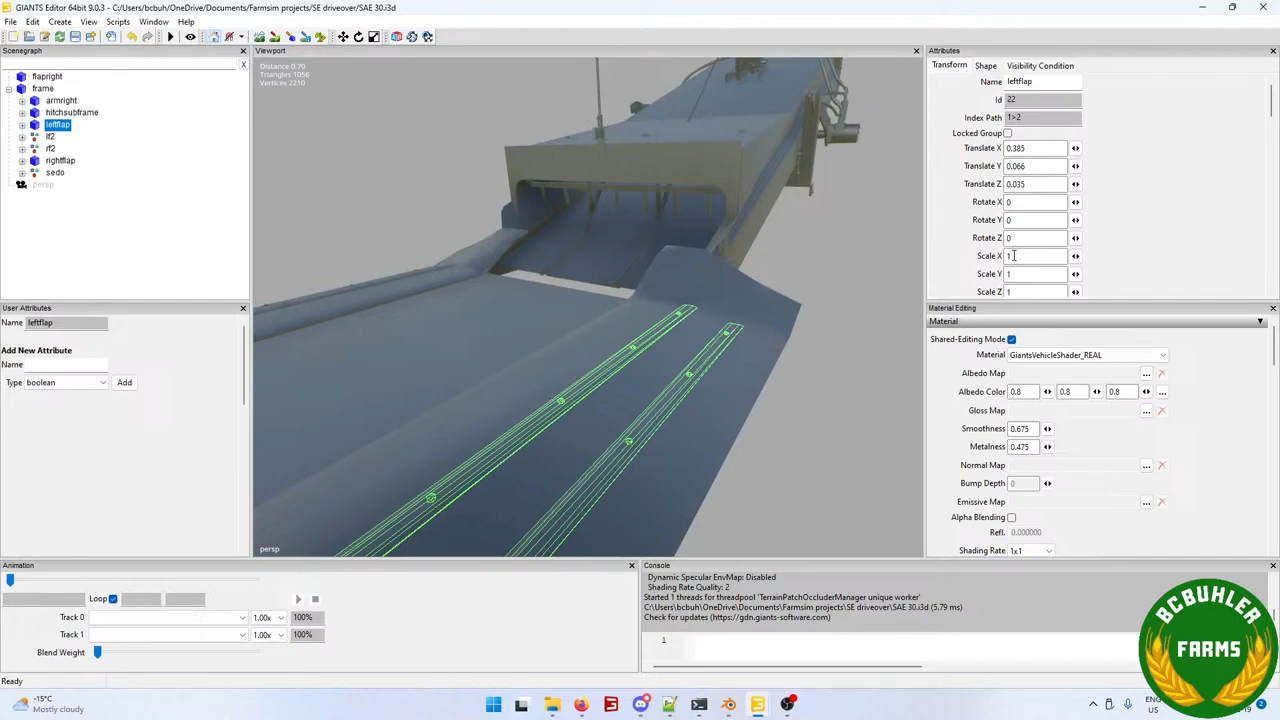 GIANTS Editor 64bit v9.0.3 - C:/Users/bcbuh/OneDrive/Documents/Farmsim projects/SE driveover/SAE 30.i3d
File Edit Create View Scripts Window Help
Scenegraph
X
flapright
frame
armright
hitchsubframe
leftflap
lf2
rf2
rightflap
sedo
persp
User Attributes
Name leftflap
Add New Attribute
Name
Type boolean Add
Viewport
Distance 0.70
Triangles 1056
Vertices 2210
persp
Attributes
Transform Shape Visibility Condition
Name leftflap
Id 22
Index Path 1>2
Locked Group
Translate X 0.385
Translate Y 0.066
Translate Z 0.035
Rotate X 0
Rotate Y 0
Rotate Z 0
Scale X 1
Scale Y 1
Scale Z 1
Material Editing
Material
Shared-Editing Mode
Material GiantsVehicleShader_REAL
Albedo Map ...
Albedo Color 0.8 0.8 0.8 ...
Gloss Map ...
Smoothness 0.675
Metalness 0.475
Normal Map ...
Bump Depth 0
Emissive Map ...
Alpha Blending
Refl. 0.000000
Shading Rate 1x1
Animation
Loop
Track 0 1.00x 100%
Track 1 1.00x 100%
Blend Weight
Console
Dynamic Specular EnvMap: Disabled
Shading Rate Quality: 2
Started 1 threads for threadpool 'TerrainPatchOccluderManager unique worker'
C:\Users\bcbuh\OneDrive\Documents\Farmsim projects\SE driveover\SAE 30.i3d (5.79 ms)
Check for updates (https://gdn.giants-software.com)
1
Ready
-15°C
Mostly cloudy
US
BCBUHLER
FARMS